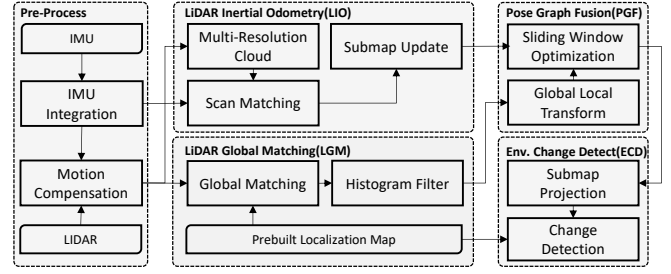 Pre-Process
IMU
IMU
Integration
Motion
Compensation
LIDAR
LiDAR Inertial Odometry(LIO)
Multi-Resolution
Cloud
Submap Update
Scan Matching
LiDAR Global Matching(LGM)
Global Matching
Histogram Filter
Prebuilt Localization Map
Pose Graph Fusion(PGF)
Sliding Window
Optimization
Global Local
Transform
Env. Change Detect(ECD)
Submap
Projection
Change
Detection